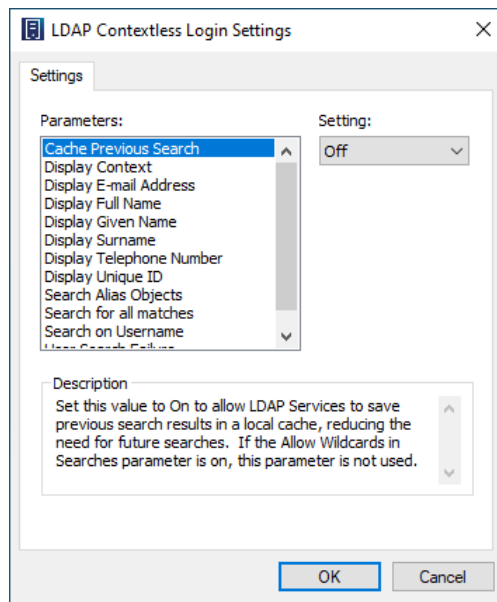 LDAP Contextless Login Settings
Settings
Parameters:
Setting:
Cache Previous Search
Off
Display Context
Display E-mail Address
Display Full Name
Display Given Name
Display Surname
Display Telephone Number
Display Unique ID
Search Alias Objects
Search for all matches
Search on Username
User Search Failure
Description
Set this value to On to allow LDAP Services to save
previous search results in a local cache, reducing the
need for future searches.  If the Allow Wildcards in
Searches parameter is on, this parameter is not used.
OK
Cancel